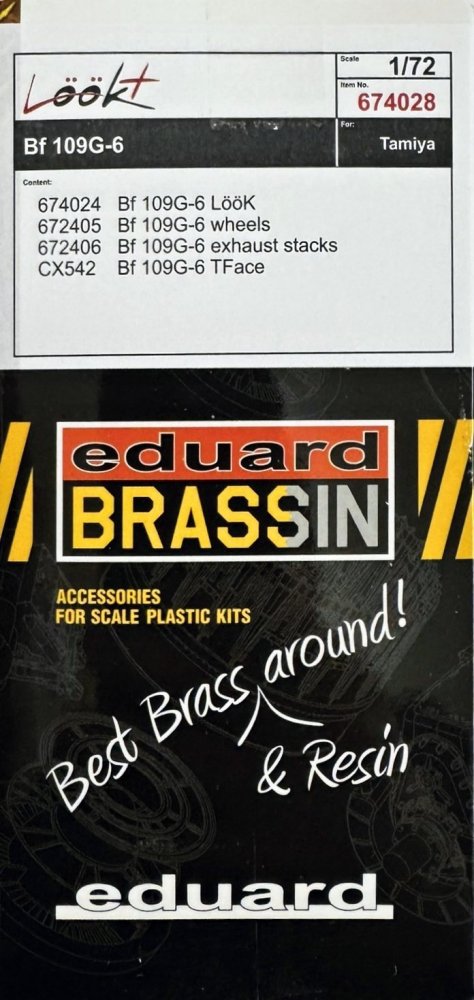 Löök+
Scale 1/72
Item No. 674028
Bf 109G-6
For: Tamiya
Content:
674024 Bf 109G-6 LööK
672405 Bf 109G-6 wheels
672406 Bf 109G-6 exhaust stacks
CX542 Bf 109G-6 TFace
eduard
BRASSIN
ACCESSORIES
FOR SCALE PLASTIC KITS
Best Brass around!
& Resin
eduard